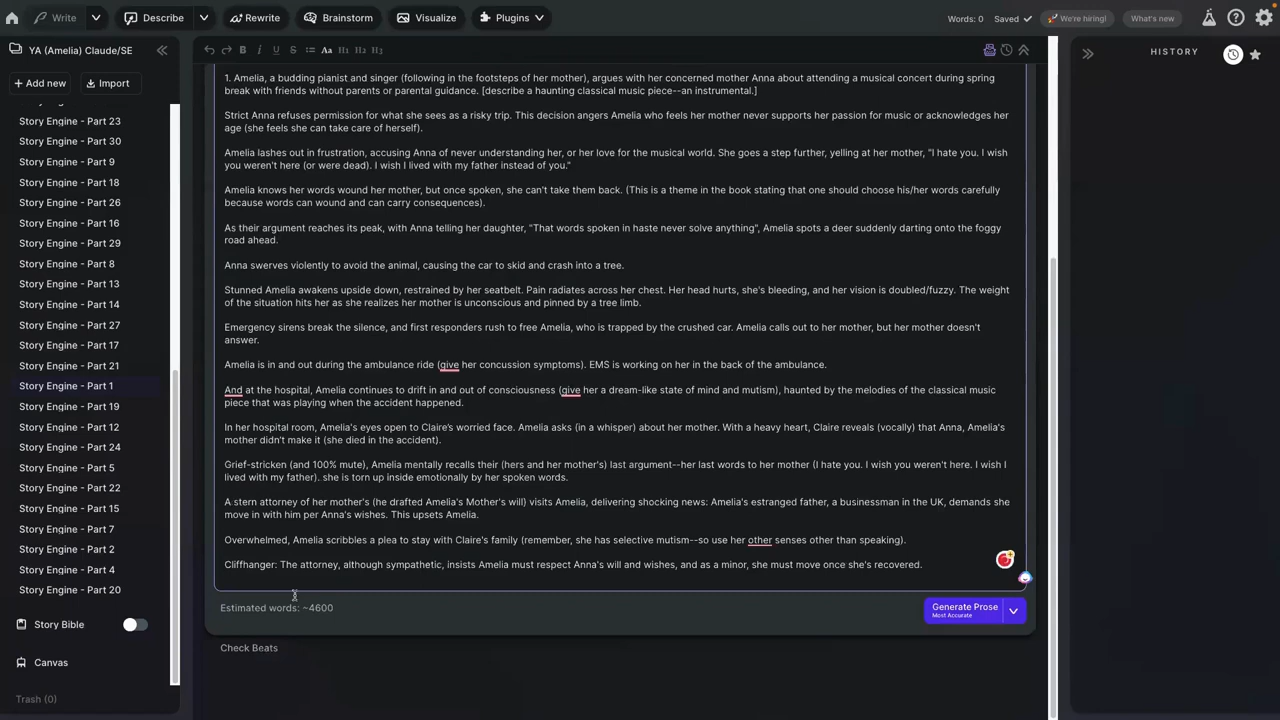 Write
Describe
Rewrite
Brainstorm
Visualize
Plugins
Words: 0
Saved
We're hiring!
What's new
YA (Amelia) Claude/SE
Add new
Import
Story Engine - Part 23
Story Engine - Part 30
Story Engine - Part 9
Story Engine - Part 18
Story Engine - Part 26
Story Engine - Part 16
Story Engine - Part 29
Story Engine - Part 8
Story Engine - Part 13
Story Engine - Part 14
Story Engine - Part 27
Story Engine - Part 17
Story Engine - Part 21
Story Engine - Part 1
Story Engine - Part 19
Story Engine - Part 12
Story Engine - Part 24
Story Engine - Part 5
Story Engine - Part 22
Story Engine - Part 15
Story Engine - Part 7
Story Engine - Part 2
Story Engine - Part 4
Story Engine - Part 20
Story Bible
Canvas
Trash (0)
B i U S Aa H1 H2 H3
1. Amelia, a budding pianist and singer (following in the footsteps of her mother), argues with her concerned mother Anna about attending a musical concert during spring
break with friends without parents or parental guidance. [describe a haunting classical music piece--an instrumental.]
Strict Anna refuses permission for what she sees as a risky trip. This decision angers Amelia who feels her mother never supports her passion for music or acknowledges her
age (she feels she can take care of herself).
Amelia lashes out in frustration, accusing Anna of never understanding her, or her love for the musical world. She goes a step further, yelling at her mother, "I hate you. I wish
you weren't here (or were dead). I wish I lived with my father instead of you."
Amelia knows her words wound her mother, but once spoken, she can't take them back. (This is a theme in the book stating that one should choose his/her words carefully
because words can wound and can carry consequences).
As their argument reaches its peak, with Anna telling her daughter, "That words spoken in haste never solve anything", Amelia spots a deer suddenly darting onto the foggy
road ahead.
Anna swerves violently to avoid the animal, causing the car to skid and crash into a tree.
Stunned Amelia awakens upside down, restrained by her seatbelt. Pain radiates across her chest. Her head hurts, she's bleeding, and her vision is doubled/fuzzy. The weight
of the situation hits her as she realizes her mother is unconscious and pinned by a tree limb.
Emergency sirens break the silence, and first responders rush to free Amelia, who is trapped by the crushed car. Amelia calls out to her mother, but her mother doesn't
answer.
Amelia is in and out during the ambulance ride (give her concussion symptoms). EMS is working on her in the back of the ambulance.
And at the hospital, Amelia continues to drift in and out of consciousness (give her a dream-like state of mind and mutism), haunted by the melodies of the classical music
piece that was playing when the accident happened.
In her hospital room, Amelia's eyes open to Claire's worried face. Amelia asks (in a whisper) about her mother. With a heavy heart, Claire reveals (vocally) that Anna, Amelia's
mother didn't make it (she died in the accident).
Grief-stricken (and 100% mute), Amelia mentally recalls their (hers and her mother's) last argument--her last words to her mother (I hate you. I wish you weren't here. I wish I
lived with my father). she is torn up inside emotionally by her spoken words.
A stern attorney of her mother's (he drafted Amelia's Mother's will) visits Amelia, delivering shocking news: Amelia's estranged father, a businessman in the UK, demands she
move in with him per Anna's wishes. This upsets Amelia.
Overwhelmed, Amelia scribbles a plea to stay with Claire's family (remember, she has selective mutism--so use her other senses other than speaking).
Cliffhanger: The attorney, although sympathetic, insists Amelia must respect Anna's will and wishes, and as a minor, she must move once she's recovered.
Estimated words: ~4600
Generate Prose
Most Accurate
Check Beats
HISTORY